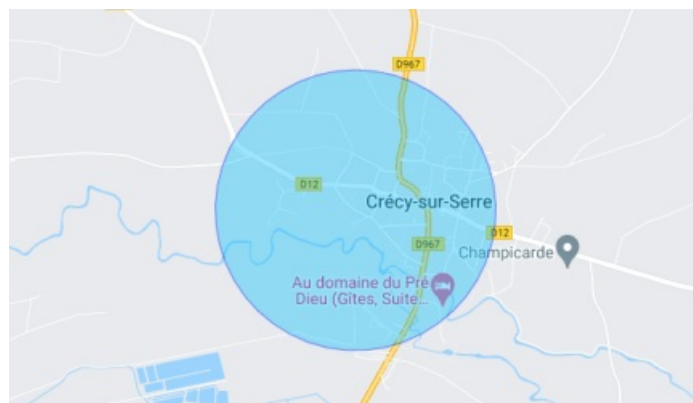 D967
D12
Crécy-sur-Serre
D12
D967
Champicarde
Au domaine du Pré
Dieu (Gîtes, Suite...